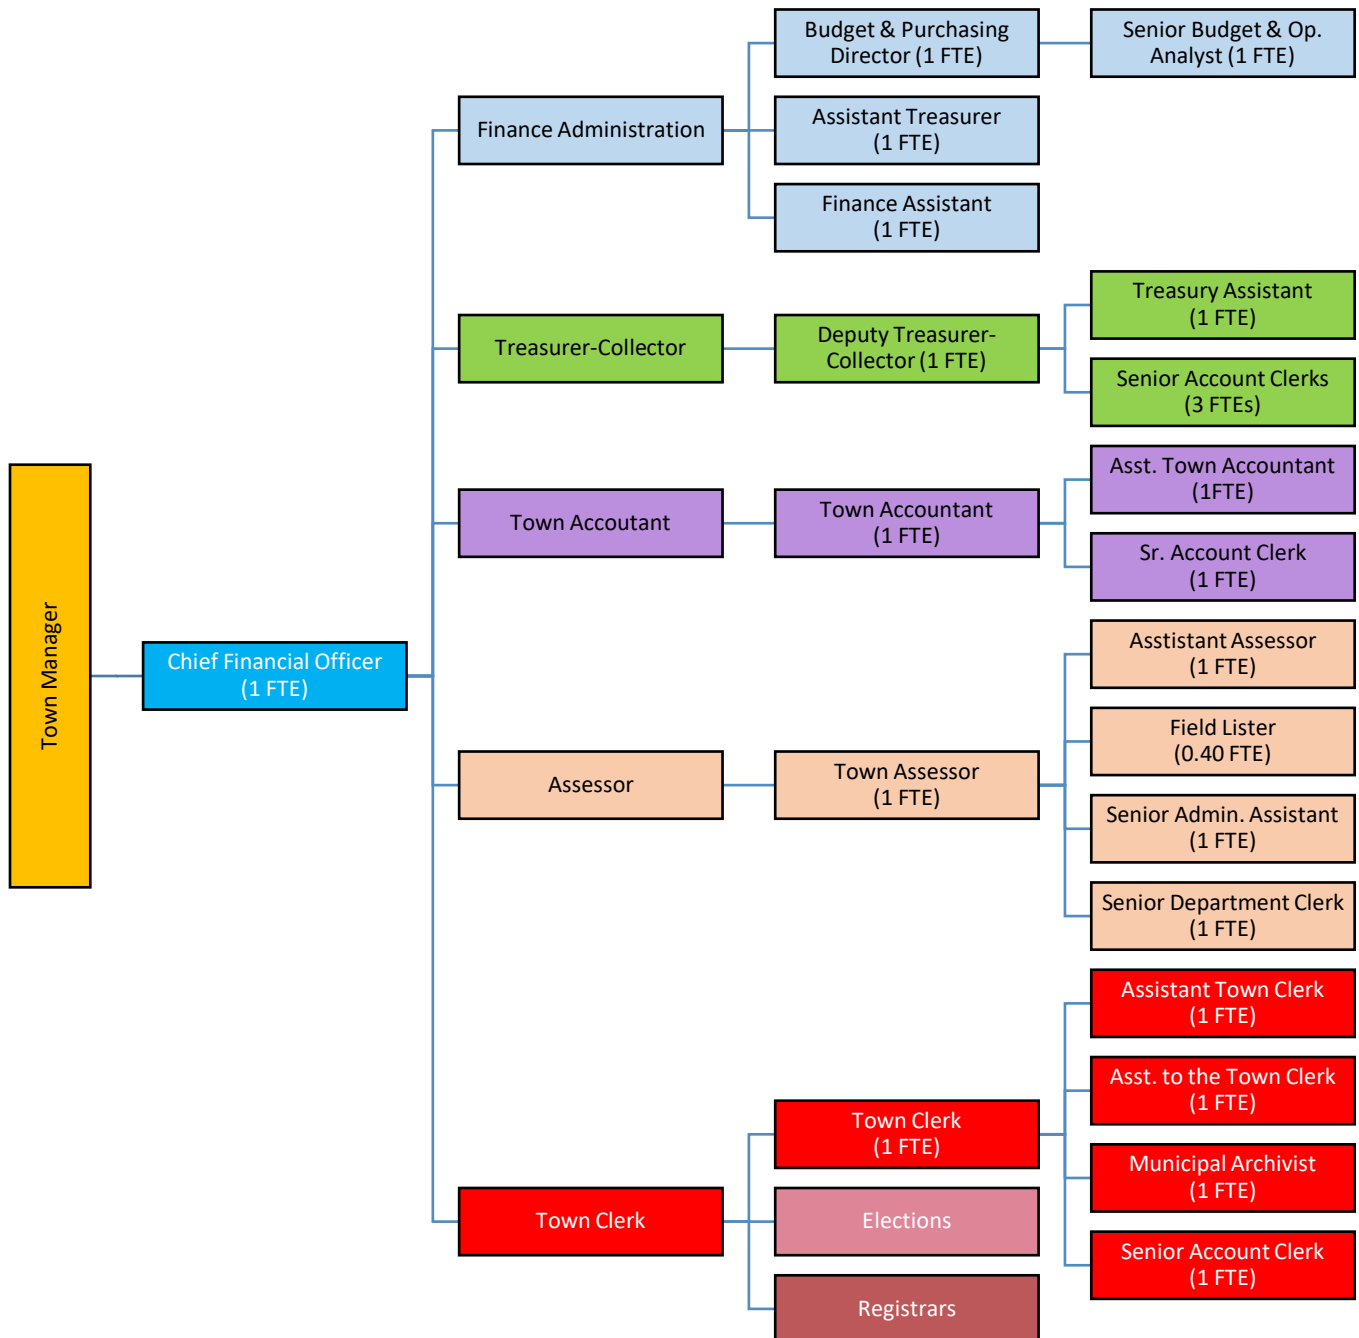 Town Manager
Chief Financial Officer
(1 FTE)
Finance Administration
Budget & Purchasing
Director (1 FTE)
Senior Budget & Op.
Analyst (1 FTE)
Assistant Treasurer
(1 FTE)
Finance Assistant
(1 FTE)
Treasurer-Collector
Deputy Treasurer-
Collector (1 FTE)
Treasury Assistant
(1 FTE)
Senior Account Clerks
(3 FTEs)
Town Accoutant
Town Accountant
(1 FTE)
Asst. Town Accountant
(1FTE)
Sr. Account Clerk
(1 FTE)
Assessor
Town Assessor
(1 FTE)
Asstistant Assessor
(1 FTE)
Field Lister
(0.40 FTE)
Senior Admin. Assistant
(1 FTE)
Senior Department Clerk
(1 FTE)
Town Clerk
Town Clerk
(1 FTE)
Assistant Town Clerk
(1 FTE)
Asst. to the Town Clerk
(1 FTE)
Municipal Archivist
(1 FTE)
Senior Account Clerk
(1 FTE)
Elections
Registrars